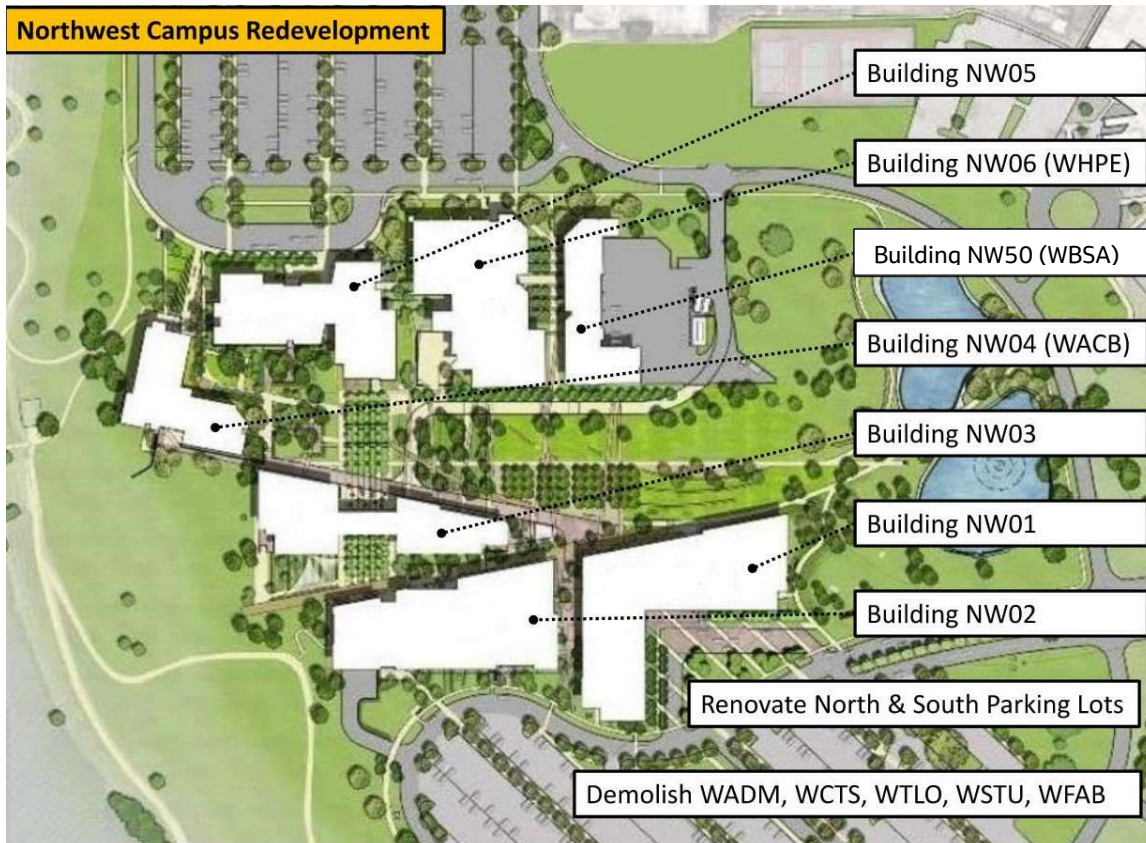 Northwest Campus Redevelopment
Building NW05
Building NW06 (WHPE)
Building NW50 (WBSA)
Building NW04 (WACB)
Building NW03
Building NW01
Building NW02
Renovate North & South Parking Lots
Demolish WADM, WCTS, WTLO, WSTU, WFAB